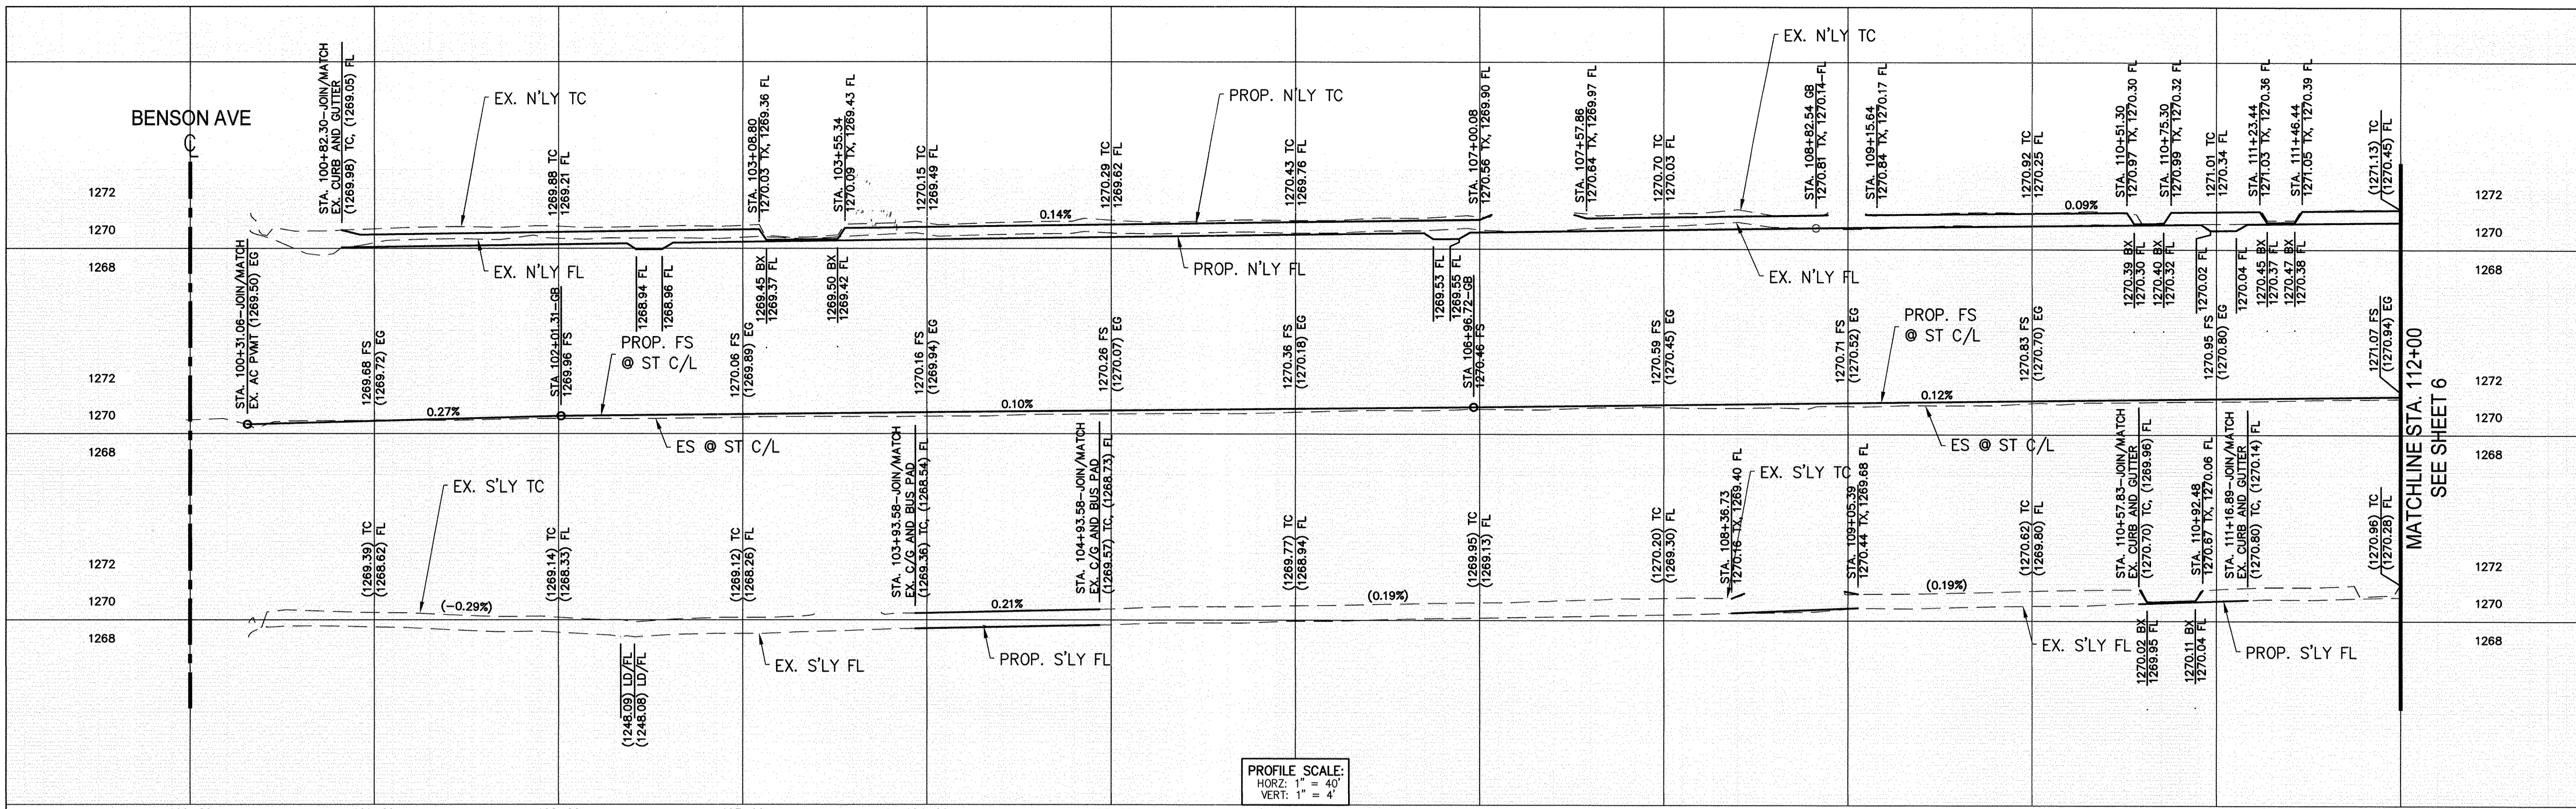 BENSON AVE
CL
STA. 100+82.30-JOIN/MATCH
EX. CURB AND GUTTER
(1269.98) TC, (1269.05) FL
EX. N'LY TC
1269.88 TC
1269.21 FL
STA. 103+08.80
1270.03 TX, 1269.36 FL
STA. 103+55.34
1270.09 TX, 1269.43 FL
1270.15 TC
1269.49 FL
0.14%
1270.29 TC
1269.62 FL
PROP. N'LY TC
1270.43 TC
1269.76 FL
STA. 107+00.08
1270.56 TX, 1269.90 FL
STA. 107+57.86
1270.64 TX, 1269.97 FL
1270.70 TC
1270.03 FL
EX. N'LY TC
STA. 108+82.54 GB
1270.81 TX, 1270.14-FL
STA. 109+15.64
1270.84 TX, 1270.17 FL
1270.92 TC
1270.25 FL
0.09%
STA. 110+51.30
1270.97 TX, 1270.30 FL
STA. 110+75.30
1270.99 TX, 1270.32 FL
1271.01 TC
1270.34 FL
STA. 111+23.44
1271.03 TX, 1270.36 FL
STA. 111+46.44
1271.05 TX, 1270.39 FL
(1271.13) TC
(1270.45) FL
1272
1270
1268
1272
1270
1268
EX. N'LY FL
1268.94 FL
1268.96 FL
1269.45 BX
1269.37 FL
1269.50 BX
1269.42 FL
PROP. N'LY FL
1269.53 FL
1269.55 FL
EX. N'LY FL
1270.39 BX
1270.30 FL
1270.40 BX
1270.32 FL
1270.02 FL
1270.04 FL
1270.45 BX
1270.37 FL
1270.47 BX
1270.38 FL
STA. 100+31.06-JOIN/MATCH
EX. AC PVMT (1269.50) EG
1269.68 FS
(1269.72) EG
0.27%
STA 102+01.31-GB
1269.96 FS
PROP. FS
@ ST C/L
1270.06 FS
(1269.89) EG
1270.16 FS
(1269.94) EG
0.10%
1270.26 FS
(1270.07) EG
1270.36 FS
(1270.18) EG
STA 106+96.72-GB
1270.46 FS
1270.59 FS
(1270.45) EG
1270.71 FS
(1270.52) EG
PROP. FS
@ ST C/L
0.12%
1270.83 FS
(1270.70) EG
1270.95 FS
(1270.80) EG
1271.07 FS
(1270.94) EG
1272
1270
1268
1272
1270
1268
ES @ ST C/L
ES @ ST C/L
MATCHLINE STA. 112+00
SEE SHEET 6
(1269.39) TC
(1268.62) FL
EX. S'LY TC
(-0.29%)
(1269.14) TC
(1268.33) FL
(1269.12) TC
(1268.26) FL
STA. 103+93.58-JOIN/MATCH
EX. C/G AND BUS PAD
(1269.36) TC, (1268.54) FL
0.21%
STA. 104+93.58-JOIN/MATCH
EX. C/G AND BUS PAD
(1269.57) TC, (1268.73) FL
(1269.77) TC
(1268.94) FL
(0.19%)
(1269.95) TC
(1269.13) FL
(1270.20) TC
(1269.30) FL
STA. 108+36.73
1270.16 TX, 1269.40 FL
EX. S'LY TC
STA. 109+05.39
1270.44 TX, 1269.68 FL
(0.19%)
(1270.62) TC
(1269.80) FL
STA. 110+57.83-JOIN/MATCH
EX. CURB AND GUTTER
(1270.70) TC, (1269.96) FL
STA. 110+92.48
1270.67 TX, 1270.06 FL
STA. 111+16.89-JOIN/MATCH
EX. CURB AND GUTTER
(1270.80) TC, (1270.14) FL
(1270.96) TC
(1270.28) FL
1272
1270
1268
1272
1270
1268
(1248.09) LD/FL
(1248.08) LD/FL
EX. S'LY FL
PROP. S'LY FL
EX. S'LY FL
1270.02 BX
1269.95 FL
1270.11 BX
1270.04 FL
PROP. S'LY FL
PROFILE SCALE:
HORZ: 1" = 40'
VERT: 1" = 4'